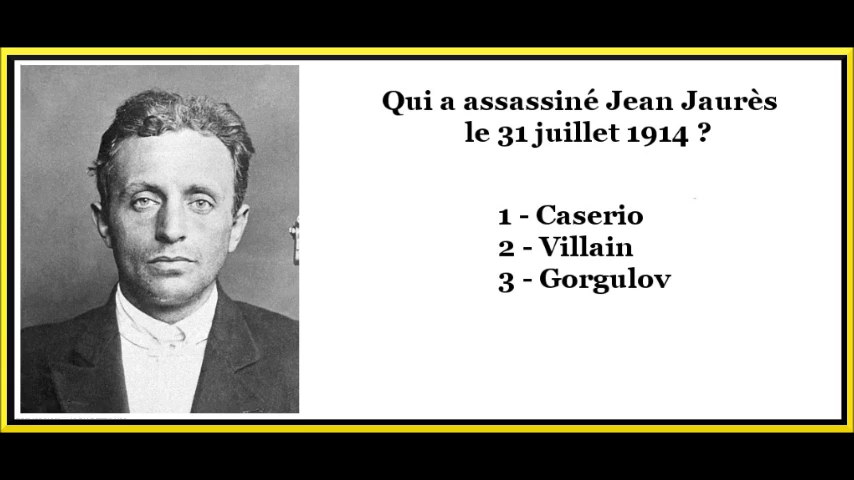 Qui a assassiné Jean Jaurès
le 31 juillet 1914 ?
1 - Caserio
2 - Villain
3 - Gorgulov